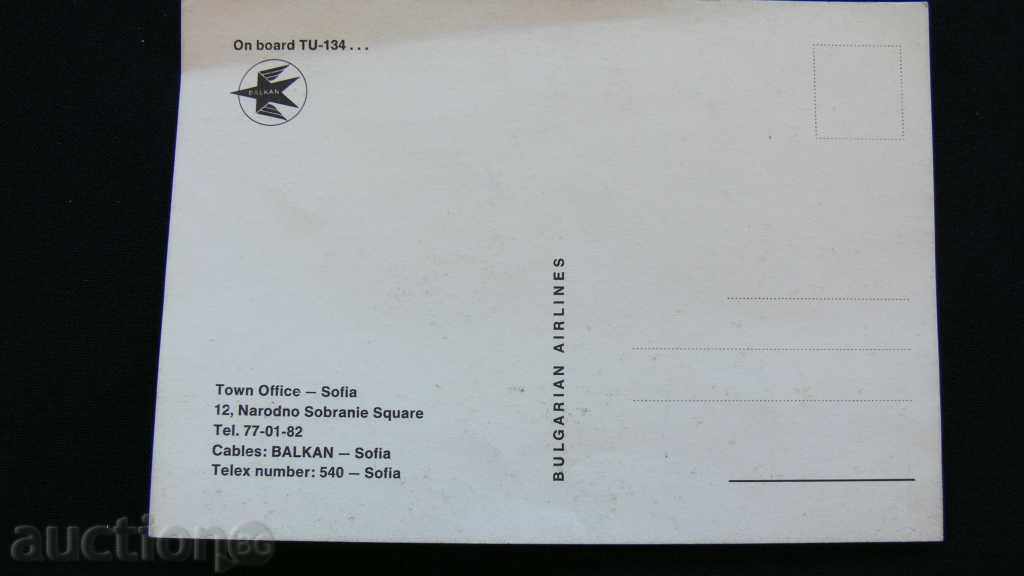 On board TU-134 . . .
BALKAN
BULGARIAN AIRLINES
Town Office — Sofia
12, Narodno Sobranie Square
Tel. 77-01-82
Cables: BALKAN — Sofia
Telex number: 540 — Sofia
auction